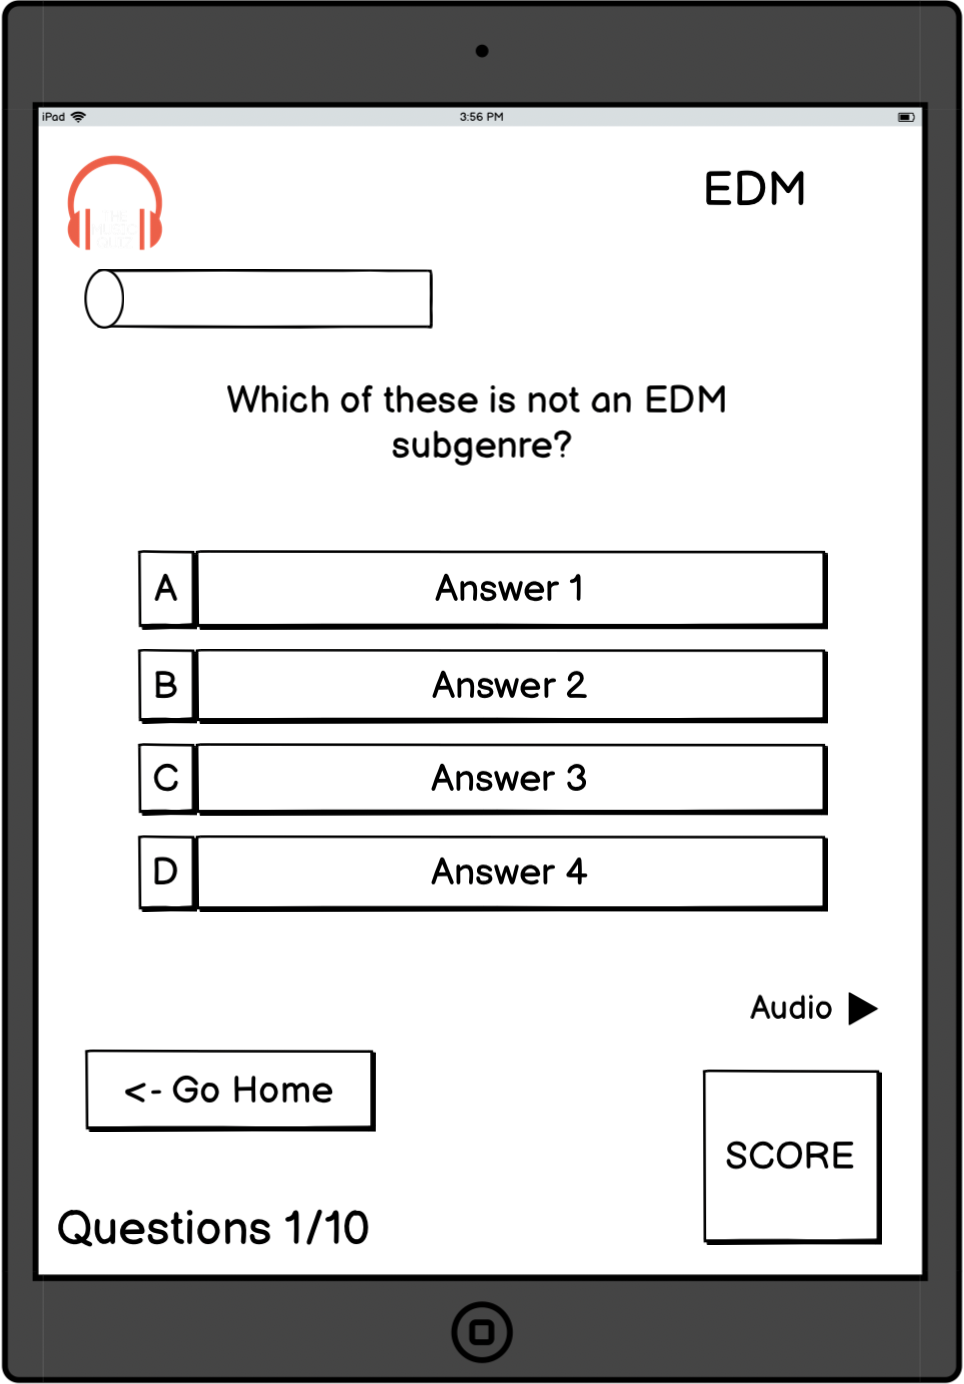 iPad
3:56 PM
EDM
Which of these is not an EDM
subgenre?
A
Answer 1
B
Answer 2
C
Answer 3
D
Answer 4
Audio
<- Go Home
SCORE
Questions 1/10